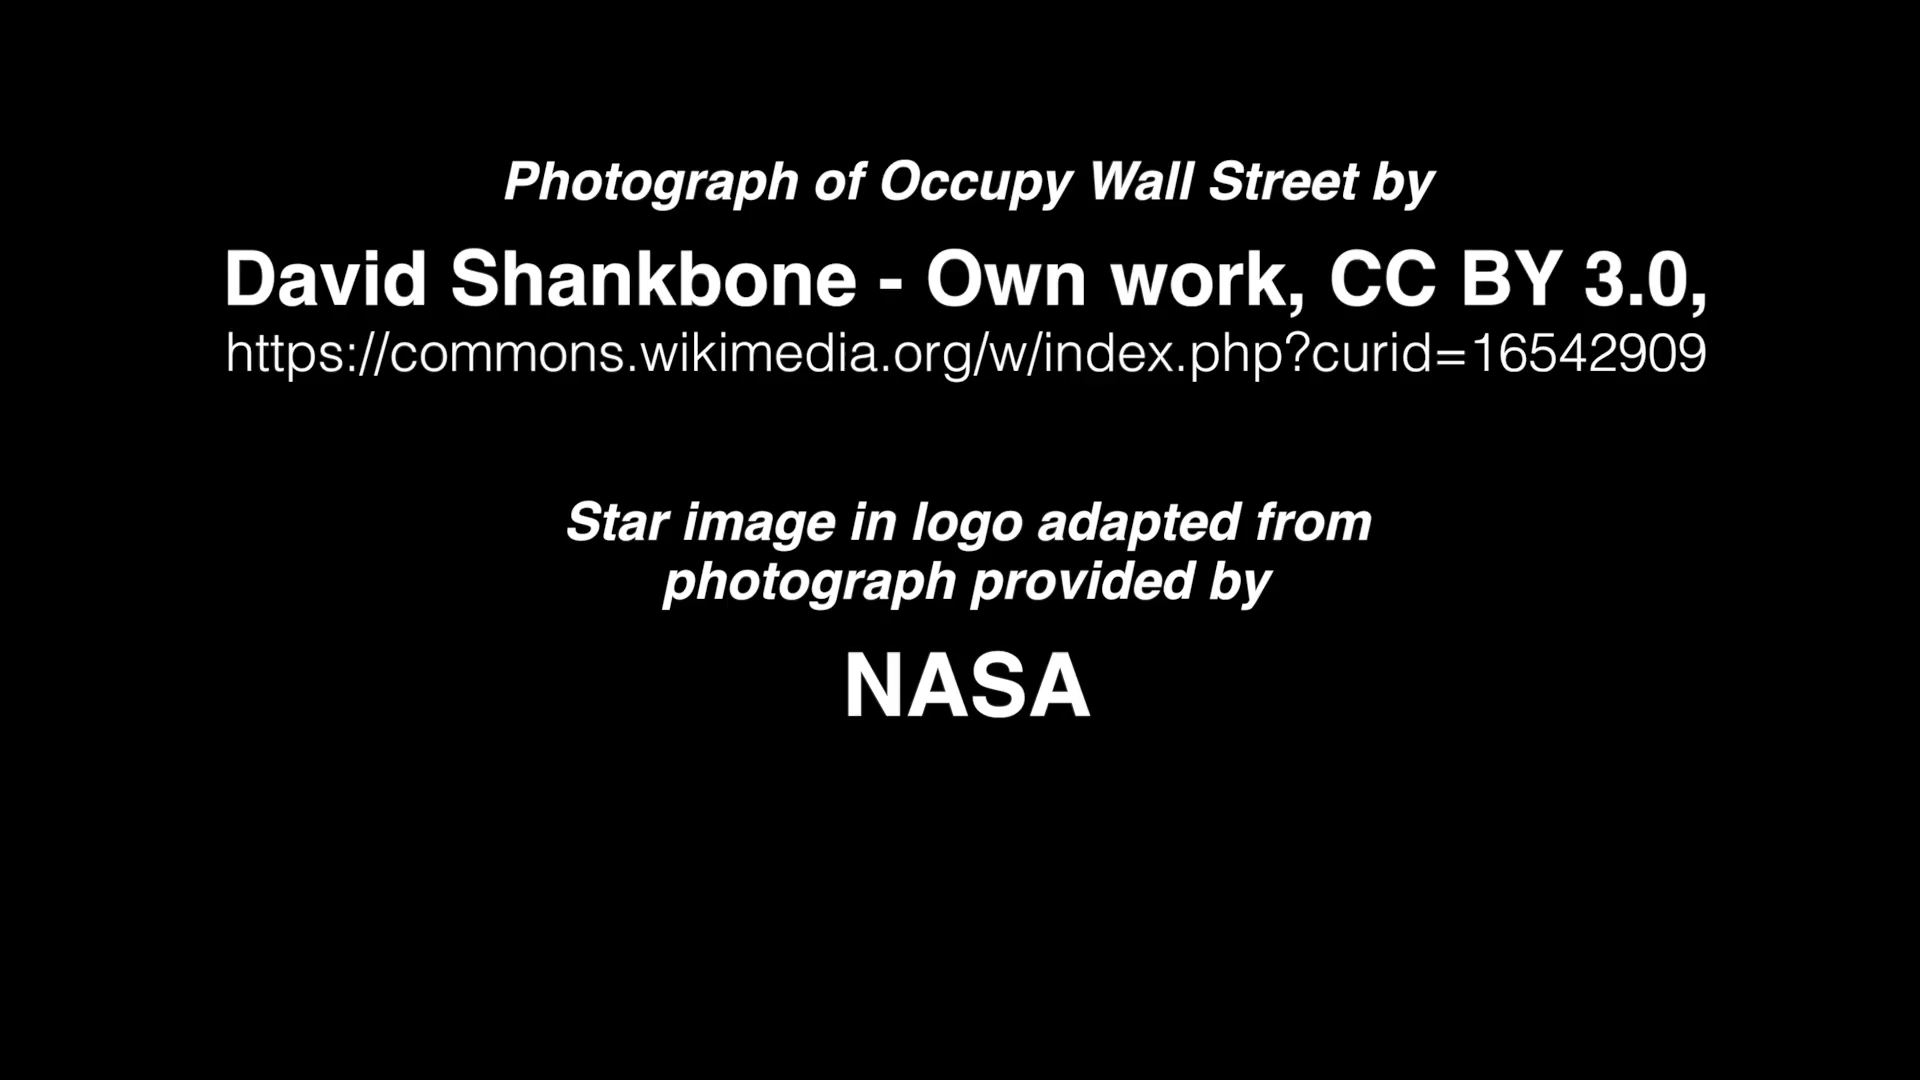 Photograph of Occupy Wall Street by
David Shankbone - Own work, CC BY 3.0,
https://commons.wikimedia.org/w/index.php?curid=16542909
Star image in logo adapted from
photograph provided by
NASA